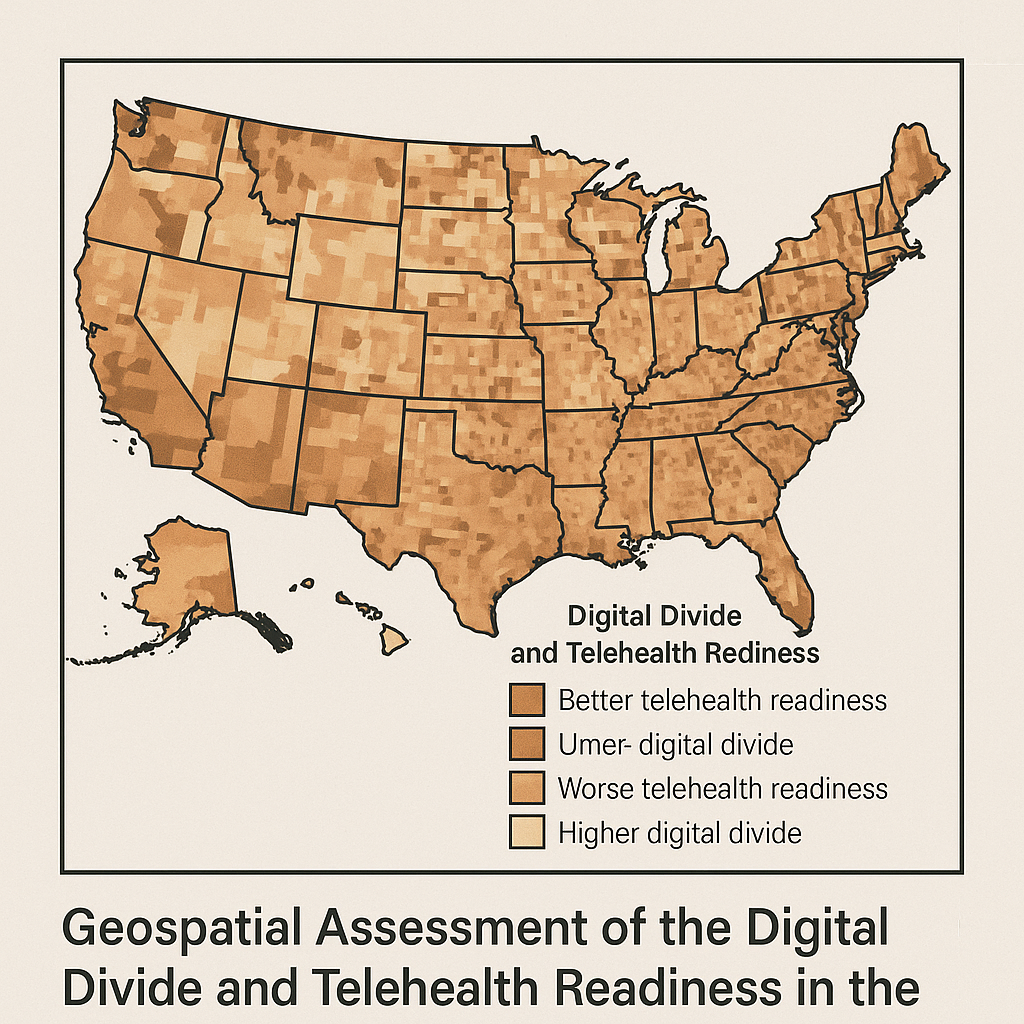 Digital Divide
and Telehealth Rediness
Better telehealth readiness
Umer- digital divide
Worse telehealth readiness
Higher digital divide
Geospatial Assessment of the Digital
Divide and Telehealth Readiness in the